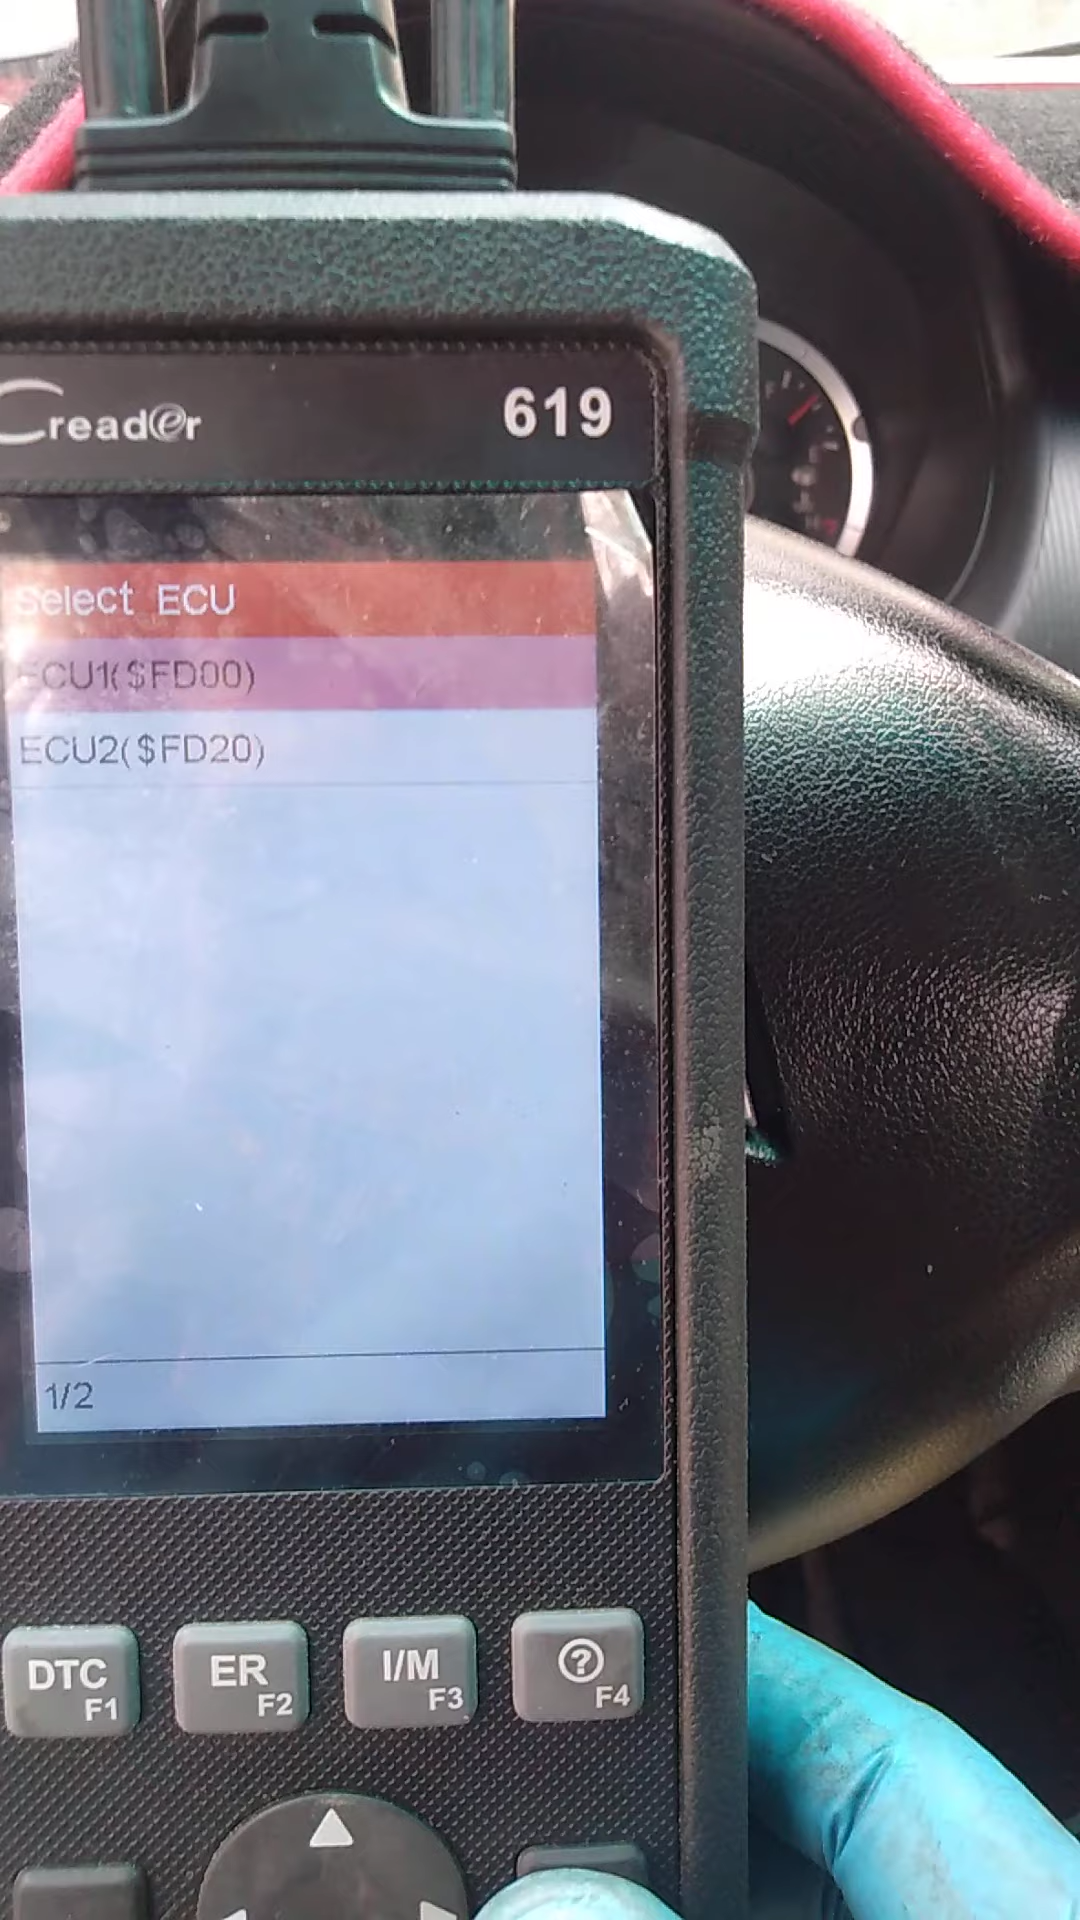 Creader 619
Select ECU
ECU1($FD00)
ECU2($FD20)
1/2
DTC F1
ER F2
I/M F3
? F4